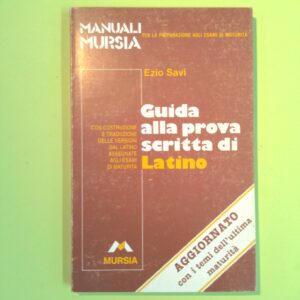 MANUALI
MURSIA
PER LA PREPARAZIONE AGLI ESAMI DI MATURITÀ
Ezio Savi
Guida
alla prova
scritta di
Latino
CON COSTRUZIONE
E TRADUZIONE
DELLE VERSIONI
DAL LATINO
ASSEGNATE
AGLI ESAMI
DI MATURITÀ
AGGIORNATO
con i temi dell'ultima
maturità
MURSIA